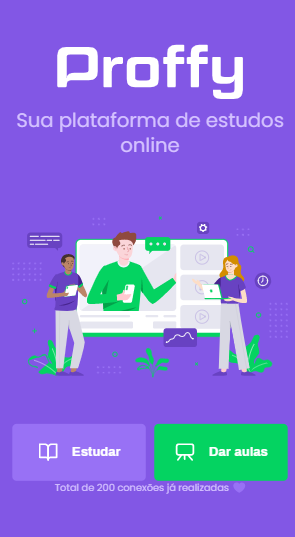 Proffy
Sua plataforma de estudos
online
Estudar
Dar aulas
Total de 200 conexões já realizadas